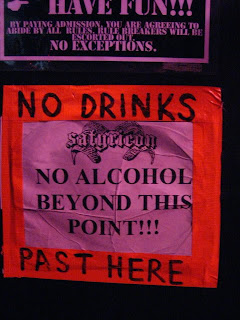 HAVE FUN!!!
BY PAYING ADMISSION, YOU ARE AGREEING TO
ABIDE BY ALL RULES. RULE BREAKERS WILL BE
ESCORTED OUT.
NO EXCEPTIONS.
NO DRINKS
satyricon
NO ALCOHOL
BEYOND THIS
POINT!!!
PAST HERE